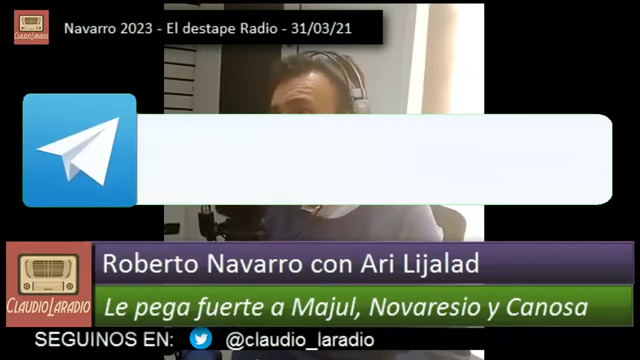 CLAUDIOLARADIO
Navarro 2023 - El destape Radio - 31/03/21
Roberto Navarro con Ari Lijalad
CLAUDIOLARADIO
Le pega fuerte a Majul, Novaresio y Canosa
SEGUINOS EN: @claudio_laradio